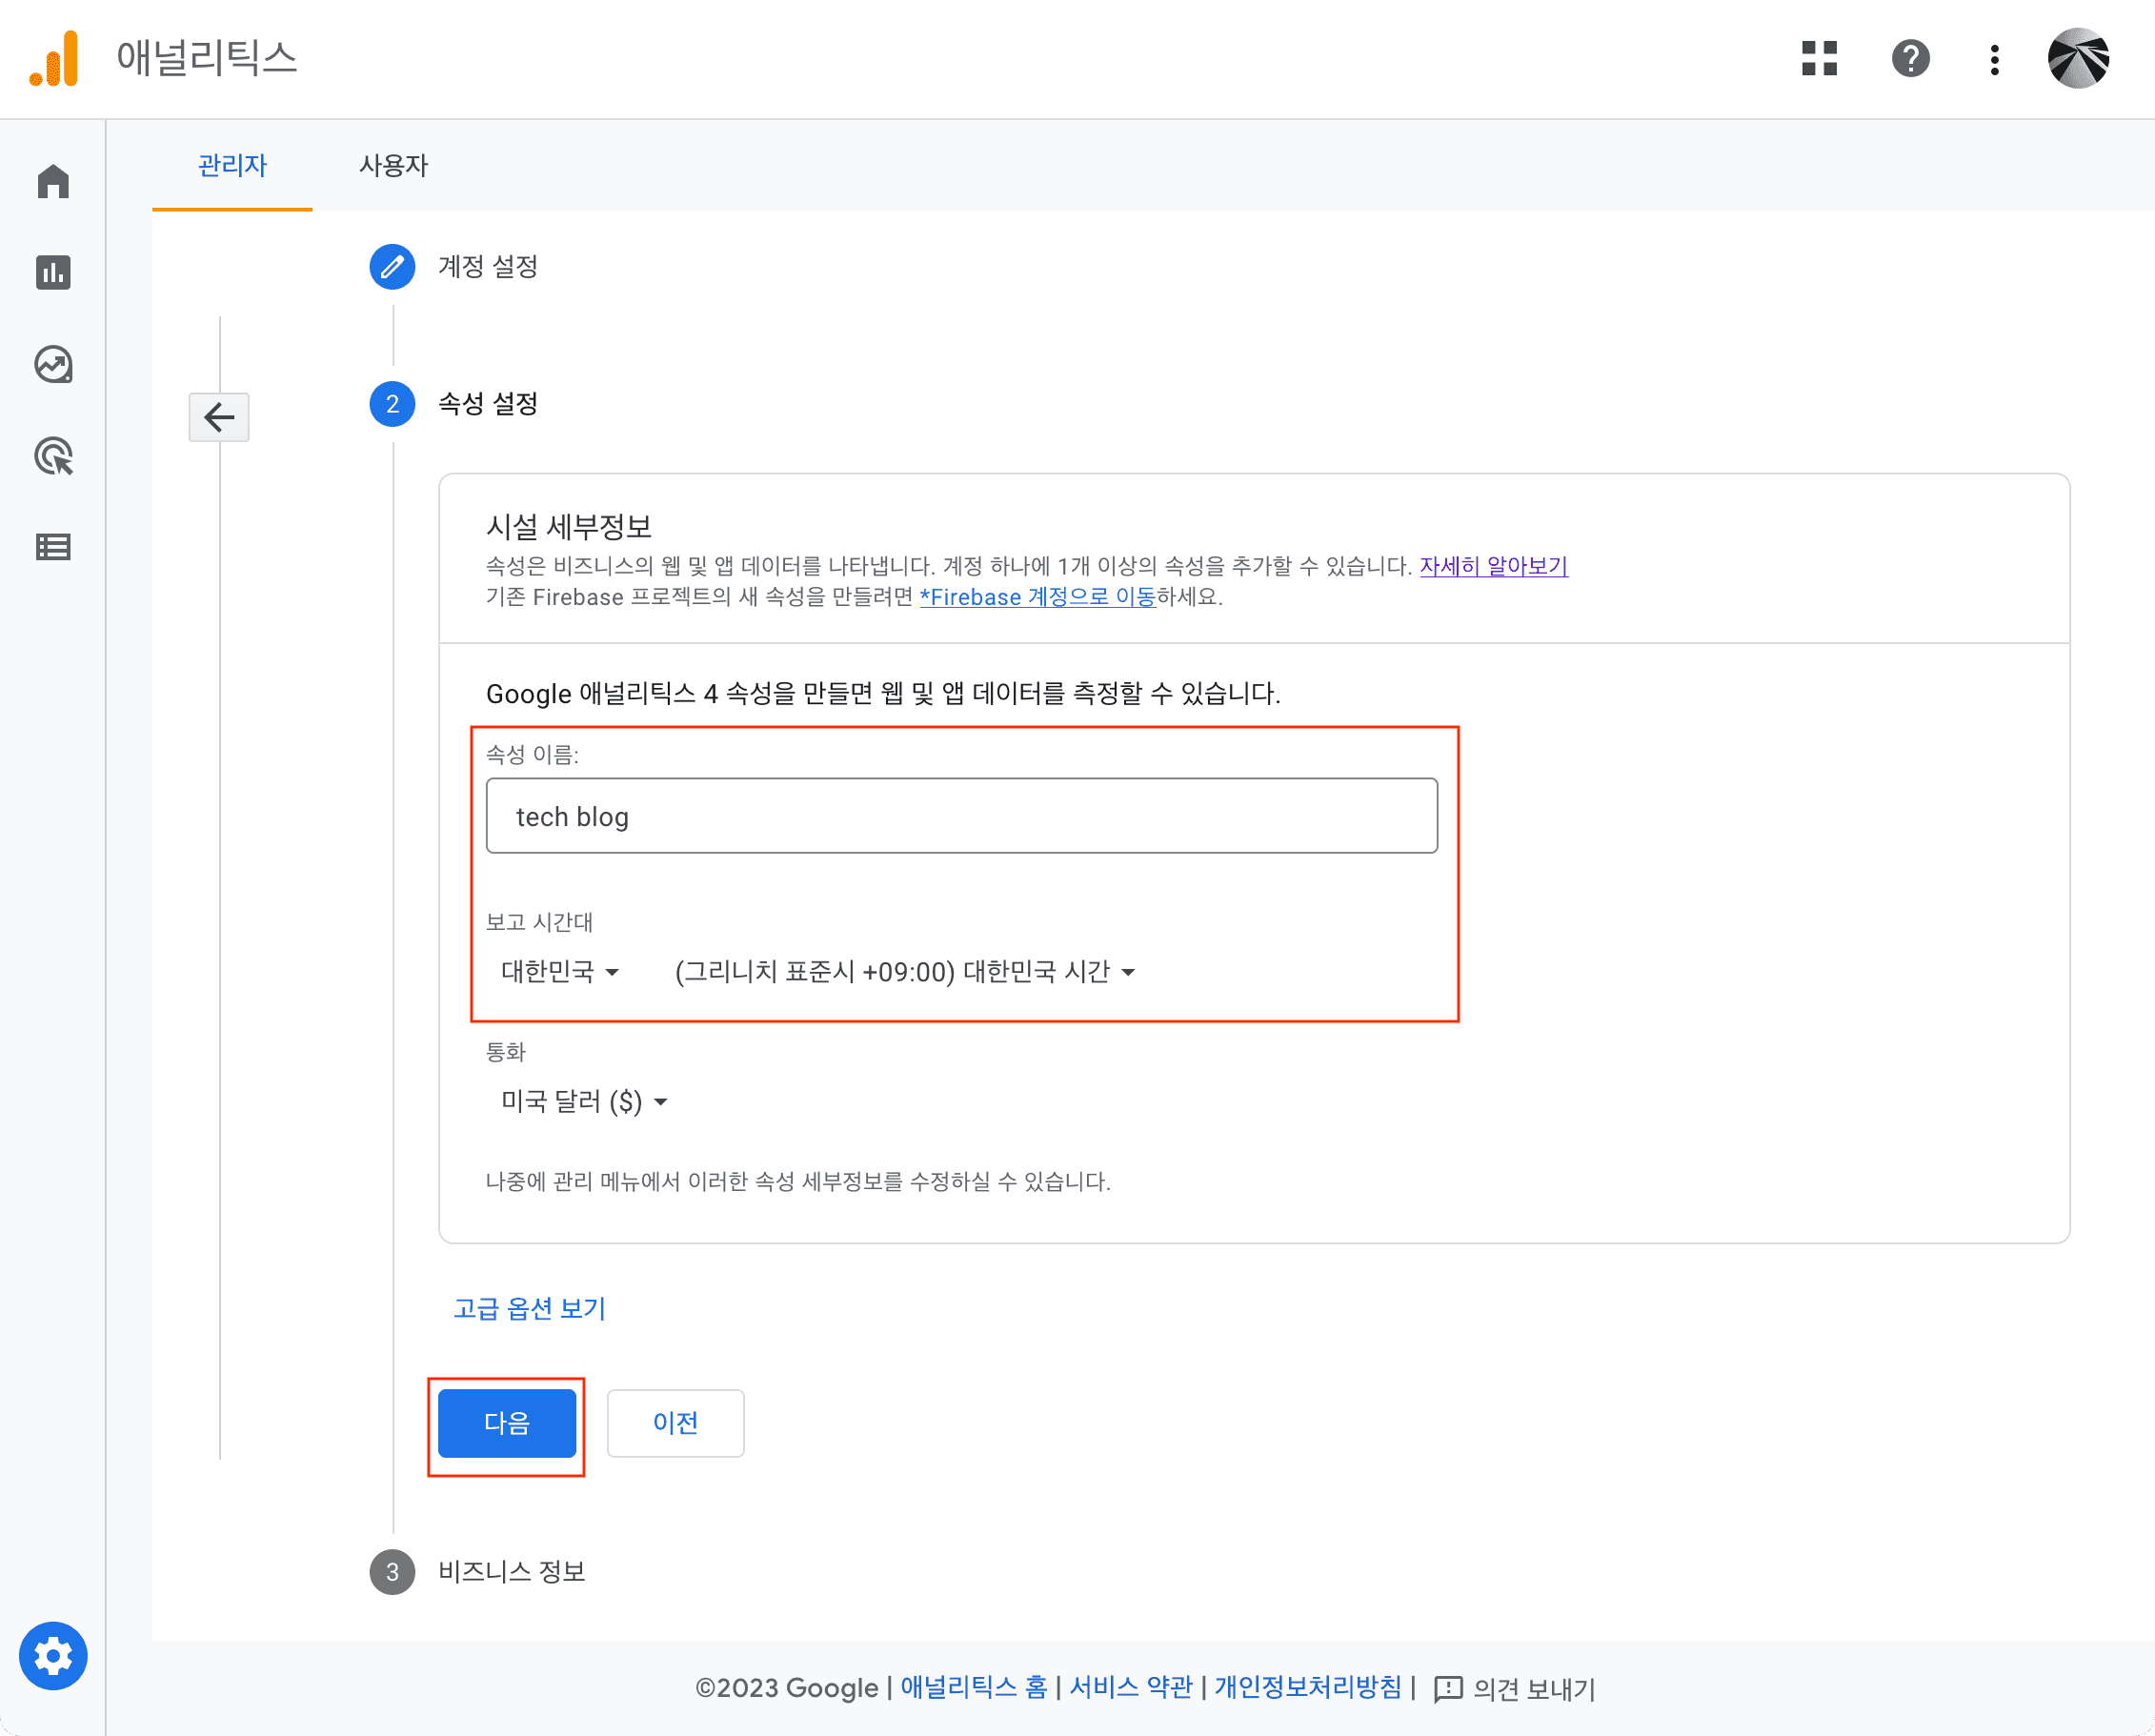 애널리틱스
관리자 사용자
계정 설정
2 속성 설정
시설 세부정보
속성은 비즈니스의 웹 및 앱 데이터를 나타냅니다. 계정 하나에 1개 이상의 속성을 추가할 수 있습니다. 자세히 알아보기
기존 Firebase 프로젝트의 새 속성을 만들려면 *Firebase 계정으로 이동하세요.
Google 애널리틱스 4 속성을 만들면 웹 및 앱 데이터를 측정할 수 있습니다.
속성 이름:
tech blog
보고 시간대
대한민국 (그리니치 표준시 +09:00) 대한민국 시간
통화
미국 달러 ($)
나중에 관리 메뉴에서 이러한 속성 세부정보를 수정하실 수 있습니다.
고급 옵션 보기
다음 이전
3 비즈니스 정보
©2023 Google | 애널리틱스 홈 | 서비스 약관 | 개인정보처리방침 | 의견 보내기